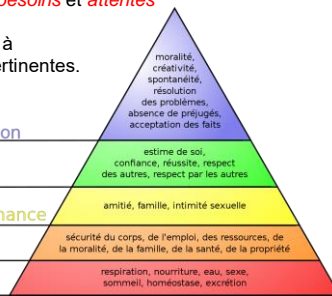 besoins et attentes
à
ertinentes.
moralité,
créativité,
spontanéité,
résolution
des problèmes,
absence de préjugés,
acceptation des faits
on
estime de soi,
confiance, réussite, respect
des autres, respect par les autres
nance
amitié, famille, intimité sexuelle
sécurité du corps, de l'emploi, des ressources, de
la moralité, de la famille, de la santé, de la propriété
respiration, nourriture, eau, sexe,
sommeil, homéostase, excrétion